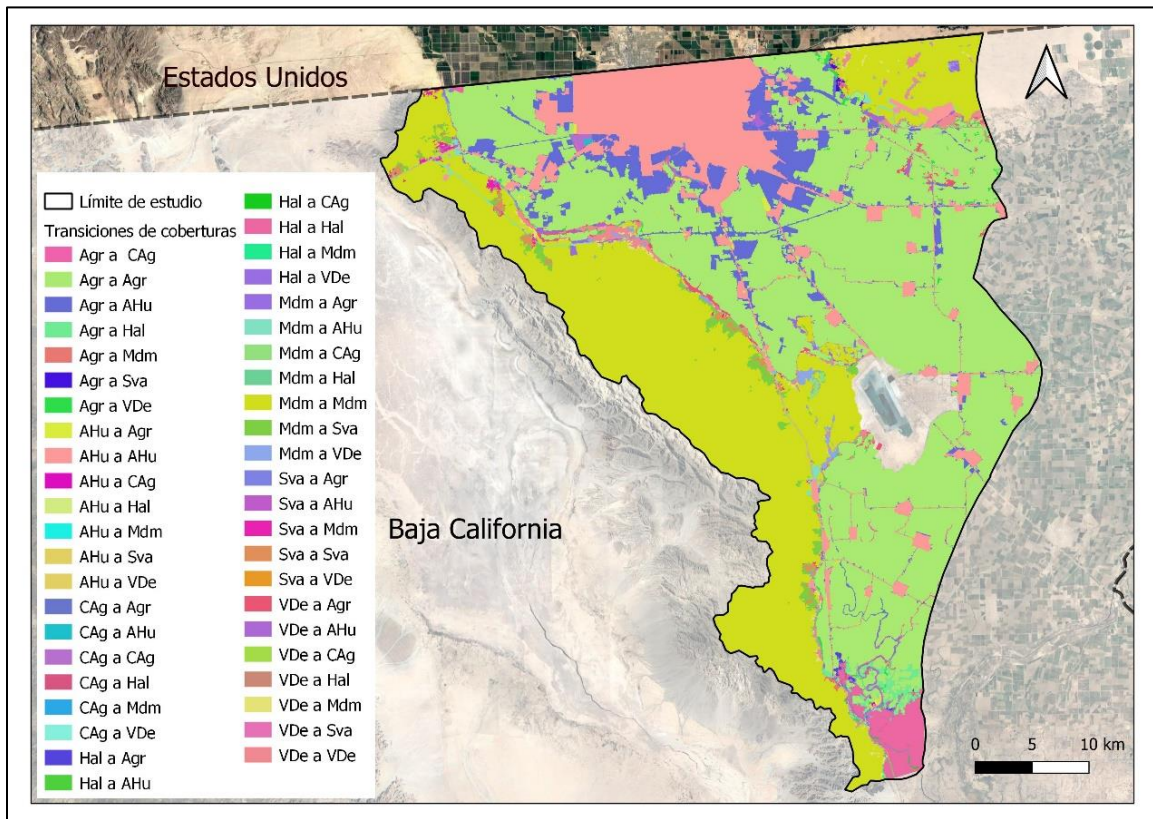 Estados Unidos
Límite de estudio
Transiciones de coberturas
Agr a CAg
Agr a Agr
Agr a AHu
Agr a Hal
Agr a Mdm
Agr a Sva
Agr a VDe
AHu a Agr
AHu a AHu
AHu a CAg
AHu a Hal
AHu a Mdm
AHu a Sva
AHu a VDe
CAg a Agr
CAg a AHu
CAg a CAg
CAg a Hal
CAg a Mdm
CAg a VDe
Hal a Agr
Hal a AHu
Hal a CAg
Hal a Hal
Hal a Mdm
Hal a VDe
Mdm a Agr
Mdm a AHu
Mdm a CAg
Mdm a Hal
Mdm a Mdm
Mdm a Sva
Mdm a VDe
Sva a Agr
Sva a AHu
Sva a Mdm
Sva a Sva
Sva a VDe
VDe a Agr
VDe a AHu
VDe a CAg
VDe a Hal
VDe a Mdm
VDe a Sva
VDe a VDe
Baja California
0 5 10 km